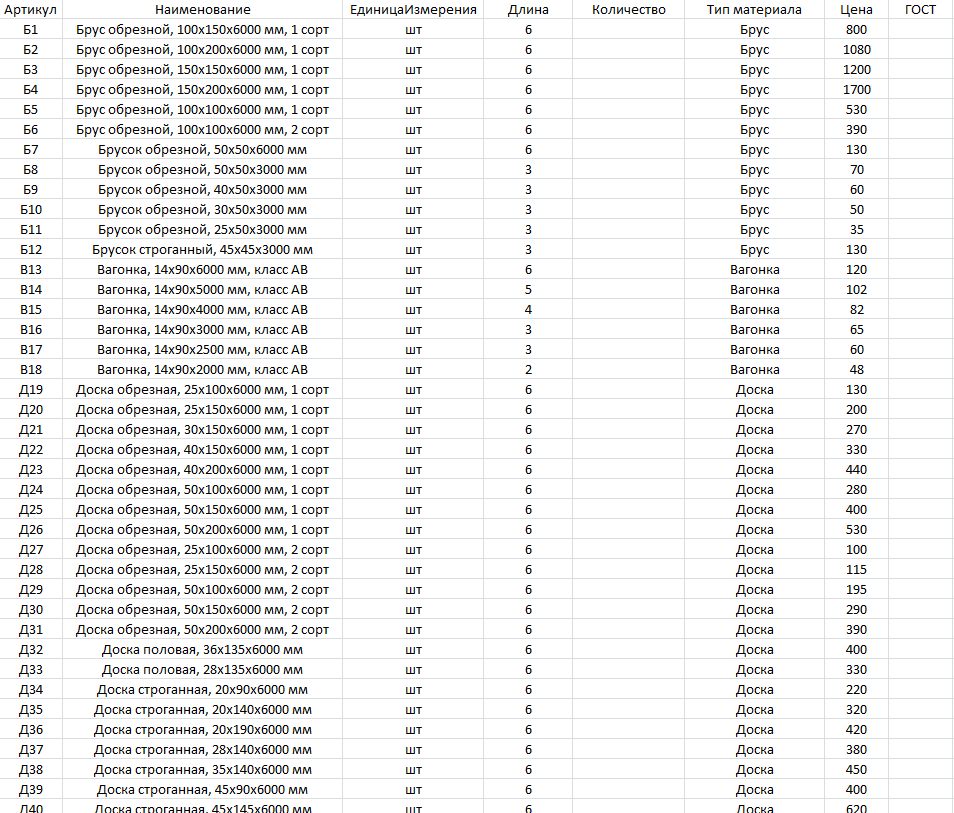 Артикул Наименование ЕдиницаИзмерения Длина Количество Тип материала Цена ГОСТ
Б1 Брус обрезной, 100х150х6000 мм, 1 сорт шт 6 Брус 800
Б2 Брус обрезной, 100х200х6000 мм, 1 сорт шт 6 Брус 1080
Б3 Брус обрезной, 150х150х6000 мм, 1 сорт шт 6 Брус 1200
Б4 Брус обрезной, 150х200х6000 мм, 1 сорт шт 6 Брус 1700
Б5 Брус обрезной, 100х100х6000 мм, 1 сорт шт 6 Брус 530
Б6 Брус обрезной, 100х100х6000 мм, 2 сорт шт 6 Брус 390
Б7 Брусок обрезной, 50х50х6000 мм шт 6 Брус 130
Б8 Брусок обрезной, 50х50х3000 мм шт 3 Брус 70
Б9 Брусок обрезной, 40х50х3000 мм шт 3 Брус 60
Б10 Брусок обрезной, 30х50х3000 мм шт 3 Брус 50
Б11 Брусок обрезной, 25х50х3000 мм шт 3 Брус 35
Б12 Брусок строганный, 45х45х3000 мм шт 3 Брус 130
В13 Вагонка, 14х90х6000 мм, класс АВ шт 6 Вагонка 120
В14 Вагонка, 14х90х5000 мм, класс АВ шт 5 Вагонка 102
В15 Вагонка, 14х90х4000 мм, класс АВ шт 4 Вагонка 82
В16 Вагонка, 14х90х3000 мм, класс АВ шт 3 Вагонка 65
В17 Вагонка, 14х90х2500 мм, класс АВ шт 3 Вагонка 60
В18 Вагонка, 14х90х2000 мм, класс АВ шт 2 Вагонка 48
Д19 Доска обрезная, 25х100х6000 мм, 1 сорт шт 6 Доска 130
Д20 Доска обрезная, 25х150х6000 мм, 1 сорт шт 6 Доска 200
Д21 Доска обрезная, 30х150х6000 мм, 1 сорт шт 6 Доска 270
Д22 Доска обрезная, 40х150х6000 мм, 1 сорт шт 6 Доска 330
Д23 Доска обрезная, 40х200х6000 мм, 1 сорт шт 6 Доска 440
Д24 Доска обрезная, 50х100х6000 мм, 1 сорт шт 6 Доска 280
Д25 Доска обрезная, 50х150х6000 мм, 1 сорт шт 6 Доска 400
Д26 Доска обрезная, 50х200х6000 мм, 1 сорт шт 6 Доска 530
Д27 Доска обрезная, 25х100х6000 мм, 2 сорт шт 6 Доска 100
Д28 Доска обрезная, 25х150х6000 мм, 2 сорт шт 6 Доска 115
Д29 Доска обрезная, 50х100х6000 мм, 2 сорт шт 6 Доска 195
Д30 Доска обрезная, 50х150х6000 мм, 2 сорт шт 6 Доска 290
Д31 Доска обрезная, 50х200х6000 мм, 2 сорт шт 6 Доска 390
Д32 Доска половая, 36х135х6000 мм шт 6 Доска 400
Д33 Доска половая, 28х135х6000 мм шт 6 Доска 330
Д34 Доска строганная, 20х90х6000 мм шт 6 Доска 220
Д35 Доска строганная, 20х140х6000 мм шт 6 Доска 320
Д36 Доска строганная, 20х190х6000 мм шт 6 Доска 420
Д37 Доска строганная, 28х140х6000 мм шт 6 Доска 380
Д38 Доска строганная, 35х140х6000 мм шт 6 Доска 450
Д39 Доска строганная, 45х90х6000 мм шт 6 Доска 400
Д40 Доска строганная, 45х145х6000 мм шт 6 Доска 620